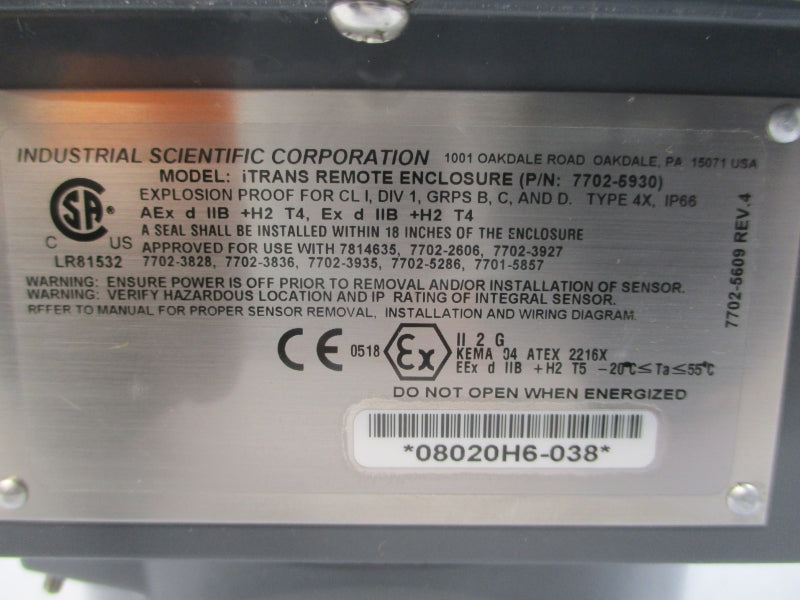 INDUSTRIAL SCIENTIFIC CORPORATION 1001 OAKDALE ROAD OAKDALE, PA 15071 USA
MODEL: iTRANS REMOTE ENCLOSURE (P/N: 7702-5930)
EXPLOSION PROOF FOR CL I, DIV 1, GRPS B, C, AND D. TYPE 4X, IP66
AEx d IIB +H2 T4, Ex d IIB +H2 T4
A SEAL SHALL BE INSTALLED WITHIN 18 INCHES OF THE ENCLOSURE
SA ®
C US
APPROVED FOR USE WITH 7814635, 7702-2606, 7702-3927
LR81532 7702-3828, 7702-3836, 7702-3935, 7702-5286, 7701-5857
WARNING: ENSURE POWER IS OFF PRIOR TO REMOVAL AND/OR INSTALLATION OF SENSOR.
WARNING: VERIFY HAZARDOUS LOCATION AND IP RATING OF INTEGRAL SENSOR.
REFER TO MANUAL FOR PROPER SENSOR REMOVAL, INSTALLATION AND WIRING DIAGRAM.
7702-5609 REV.4
CE 0518 Ex II 2 G
KEMA 04 ATEX 2216X
EEx d IIB +H2 T5 -20°C≤Ta≤55°C
DO NOT OPEN WHEN ENERGIZED
*08020H6-038*